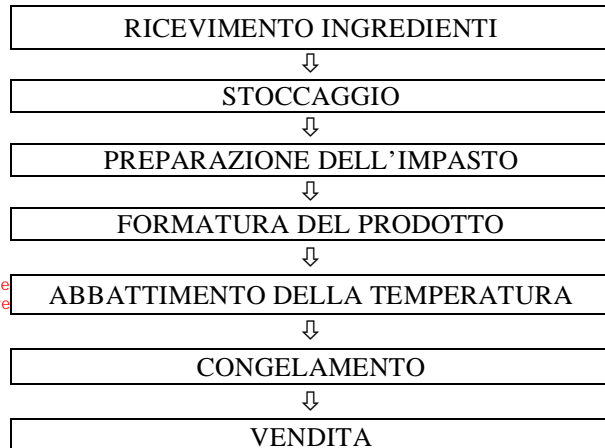 RICEVIMENTO INGREDIENTI
STOCCAGGIO
PREPARAZIONE DELL’IMPASTO
FORMATURA DEL PRODOTTO
ABBATTIMENTO DELLA TEMPERATURA
CONGELAMENTO
VENDITA